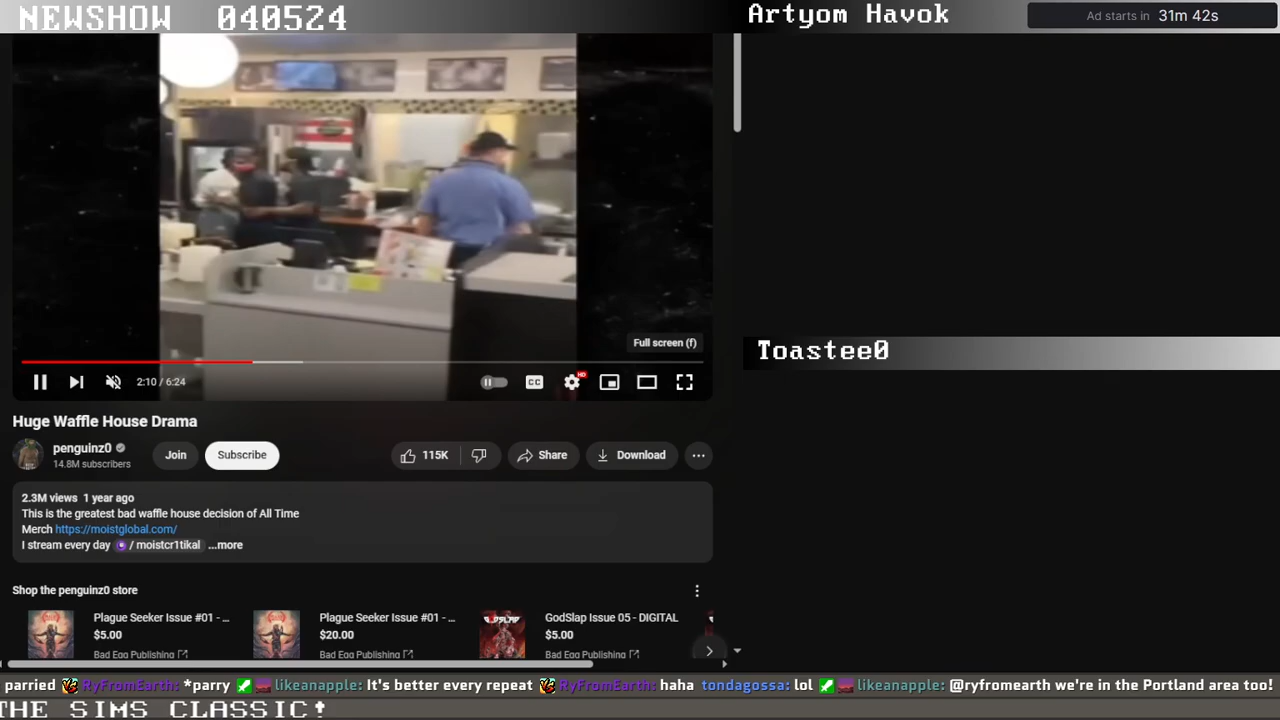 NEWSHOW 040524
Artyom Havok
Ad starts in 31m 42s
Full screen (f)
2:10 / 6:24
CC
HD
Toastee0
Huge Waffle House Drama
penguinz0
14.8M subscribers
Join
Subscribe
115K
Share
Download
2.3M views 1 year ago
This is the greatest bad waffle house decision of All Time
Merch https://moistglobal.com/
I stream every day / moistcr1tikal ...more
Shop the penguinz0 store
Plague Seeker Issue #01 - ...
$5.00
Bad Egg Publishing
Plague Seeker Issue #01 - ...
$20.00
Bad Egg Publishing
GODSLAP
GodSlap Issue 05 - DIGITAL
$5.00
Bad Egg Publishing
parried RyFromEarth: *parry likeanapple: It's better every repeat RyFromEarth: haha tondagossa: lol likeanapple: @ryfromearth we're in the Portland area too!
THE SIMS CLASSIC!